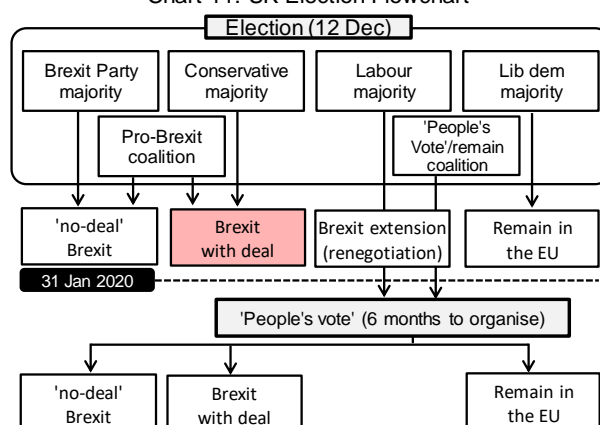 Chart 11: UK Election Flowchart
Election (12 Dec)
Brexit Party
majority
Conservative
majority
Labour
majority
Lib dem
majority
Pro-Brexit
coalition
'People's
Vote'/remain
coalition
'no-deal'
Brexit
Brexit
with deal
Brexit extension
(renegotiation)
Remain in
the EU
31 Jan 2020
'People's vote' (6 months to organise)
'no-deal'
Brexit
Brexit
with deal
Remain in
the EU